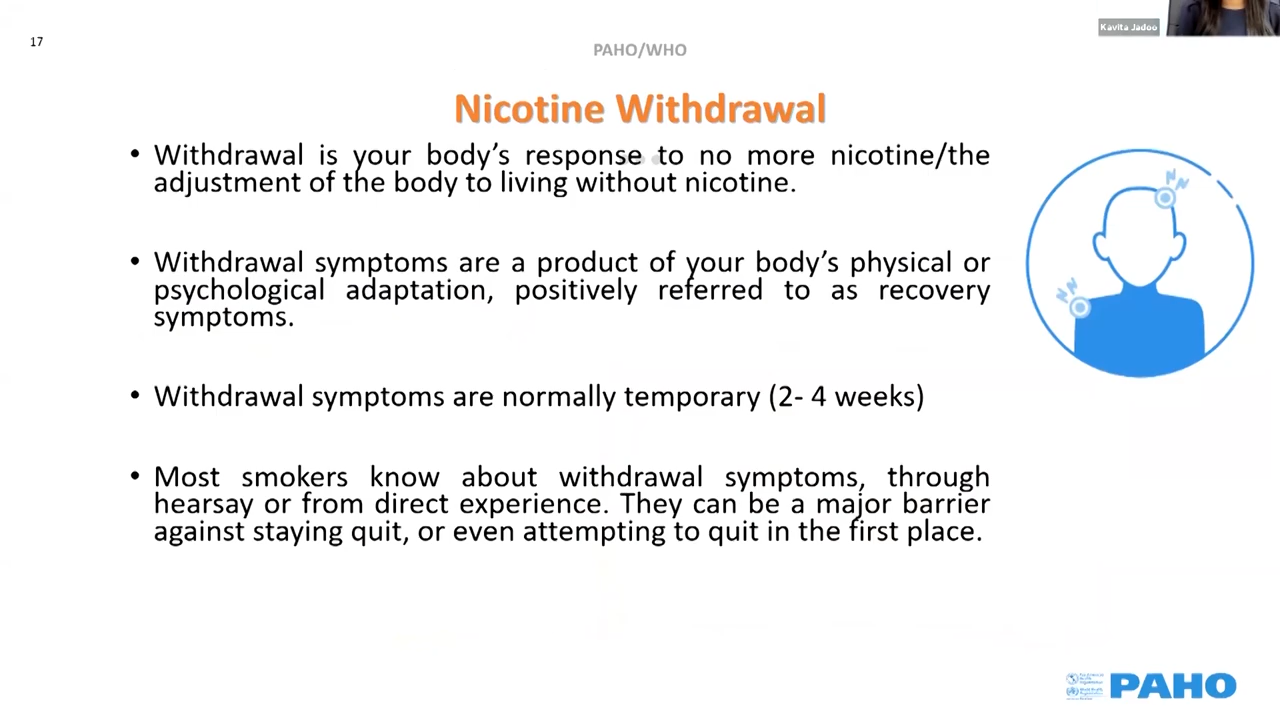 17
PAHO/WHO
Kavita Jadoo
Nicotine Withdrawal
• Withdrawal is your body’s response to no more nicotine/the
adjustment of the body to living without nicotine.
• Withdrawal symptoms are a product of your body’s physical or
psychological adaptation, positively referred to as recovery
symptoms.
• Withdrawal symptoms are normally temporary (2- 4 weeks)
• Most smokers know about withdrawal symptoms, through
hearsay or from direct experience. They can be a major barrier
against staying quit, or even attempting to quit in the first place.
PAHO